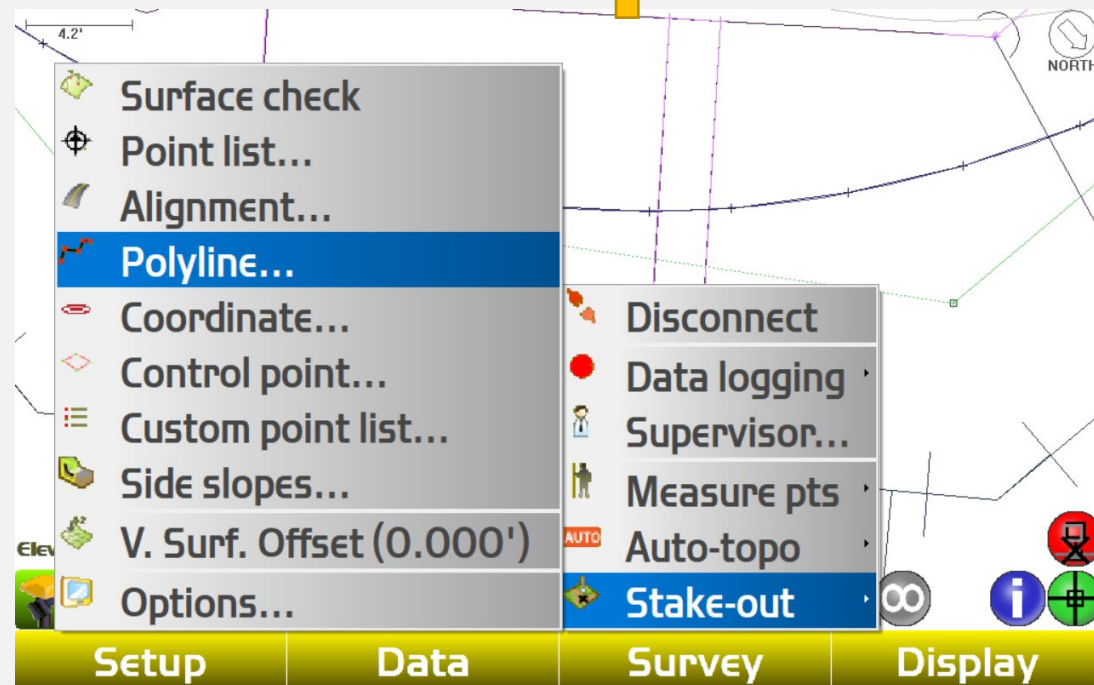 4.2'
NORTH
Surface check
Point list...
Alignment...
Polyline...
Coordinate...
Control point...
Custom point list...
Side slopes...
V. Surf. Offset (0.000')
Options...
Disconnect
Data logging
Supervisor...
Measure pts
AUTO
Auto-topo
Stake-out
Elev
Setup
Data
Survey
Display